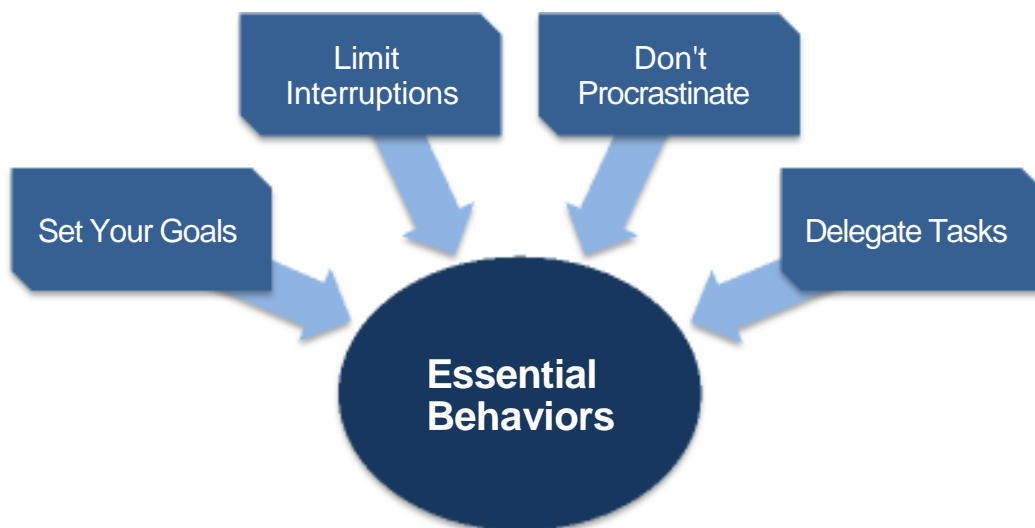 Limit
Interruptions
Don't
Procrastinate
Set Your Goals
Delegate Tasks
Essential
Behaviors